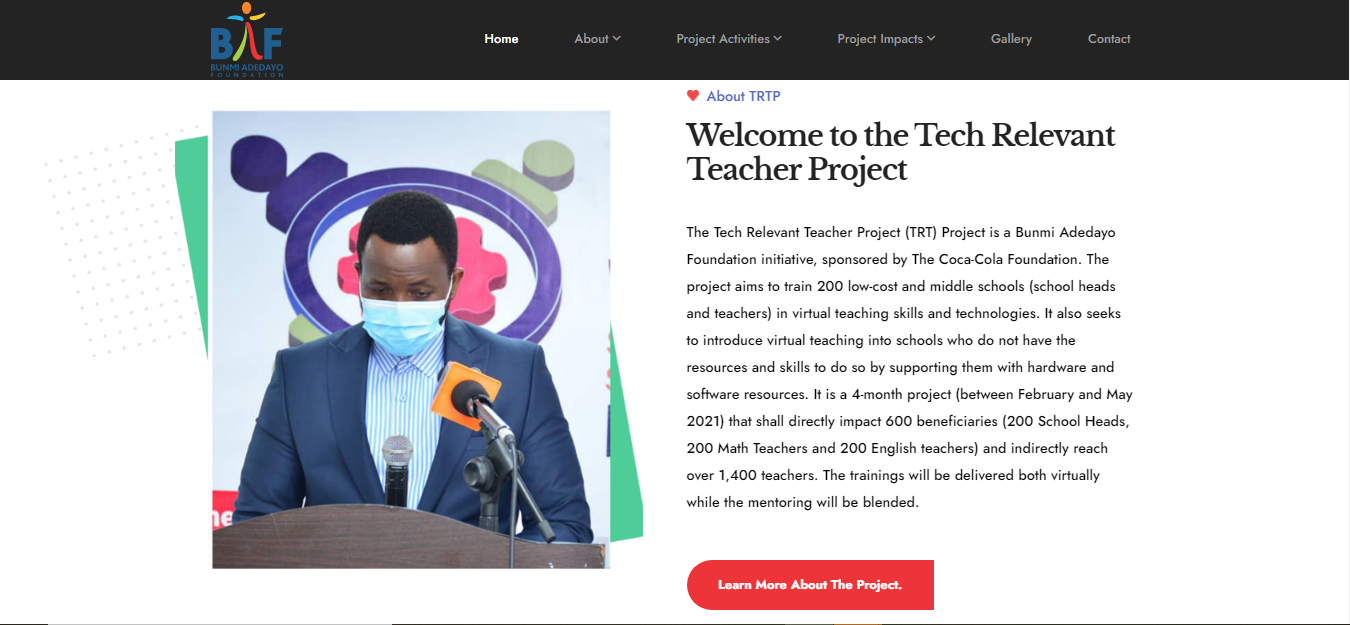 BAF
BUNMI ADEDAYO
FOUNDATION
Home
About
Project Activities
Project Impacts
Gallery
Contact
About TRTP
Welcome to the Tech Relevant
Teacher Project
The Tech Relevant Teacher Project (TRT) Project is a Bunmi Adedayo
Foundation initiative, sponsored by The Coca-Cola Foundation. The
project aims to train 200 low-cost and middle schools (school heads
and teachers) in virtual teaching skills and technologies. It also seeks
to introduce virtual teaching into schools who do not have the
resources and skills to do so by supporting them with hardware and
software resources. It is a 4-month project (between February and May
2021) that shall directly impact 600 beneficiaries (200 School Heads,
200 Math Teachers and 200 English teachers) and indirectly reach
over 1,400 teachers. The trainings will be delivered both virtually
while the mentoring will be blended.
Learn More About The Project.